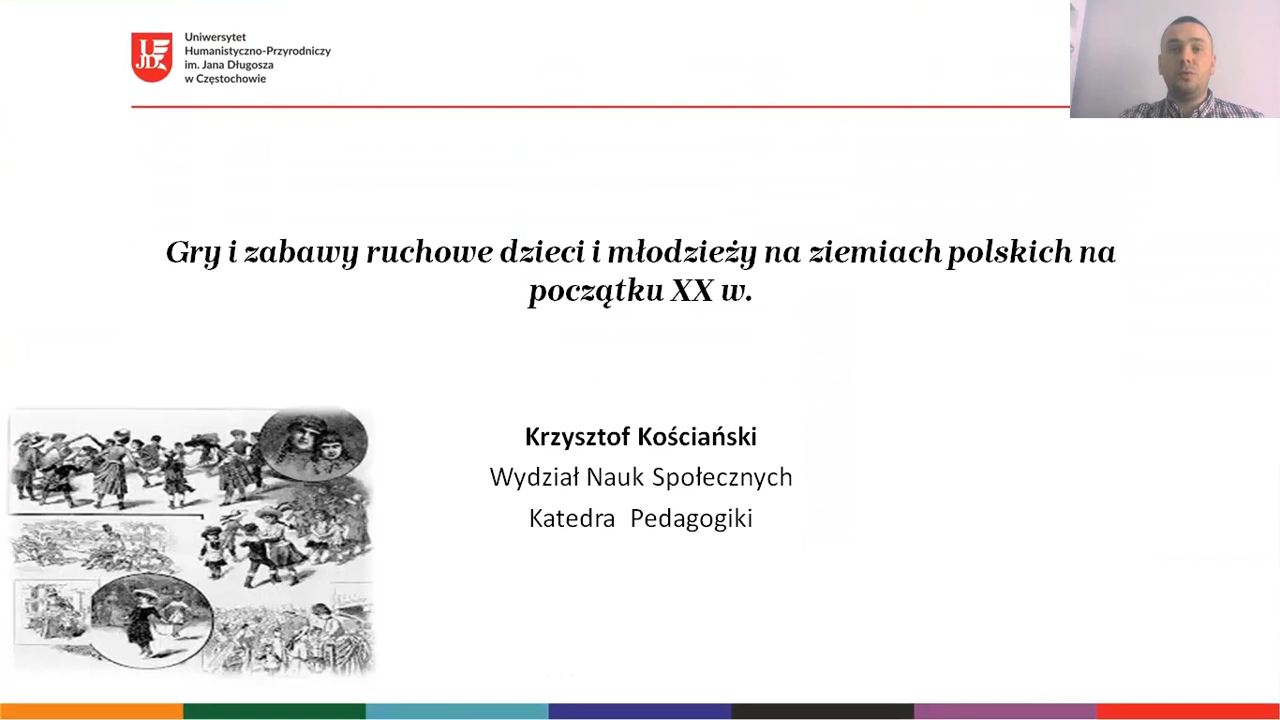 Uniwersytet
Humanistyczno-Przyrodniczy
im. Jana Długosza
w Częstochowie
UJD
Gry i zabawy ruchowe dzieci i młodzieży na ziemiach polskich na
początku XX w.
Krzysztof Kościański
Wydział Nauk Społecznych
Katedra Pedagogiki